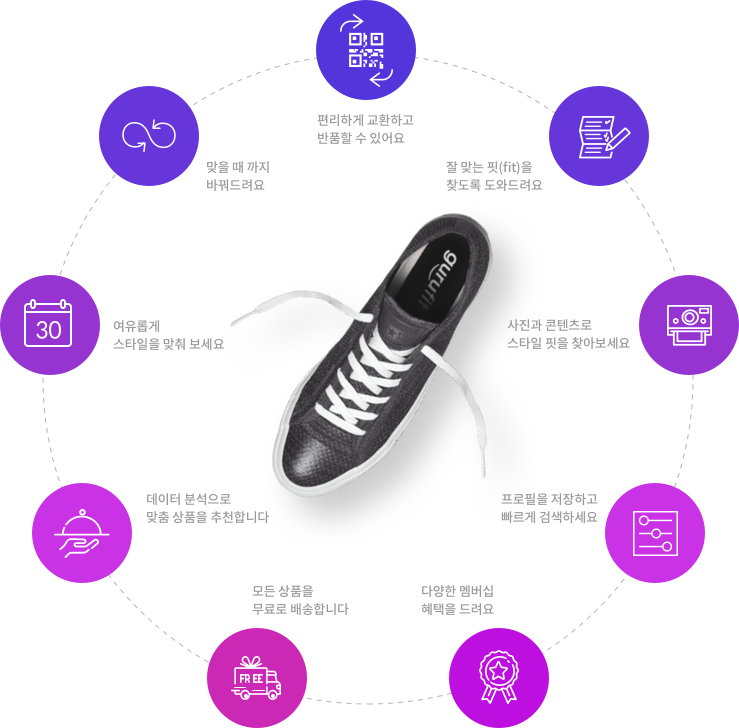 편리하게 교환하고
반품할 수 있어요
맞을 때 까지
바꿔드려요
잘 맞는 핏(fit)을
찾도록 도와드려요
여유롭게
스타일을 맞춰 보세요
30
gurufit
사진과 콘텐츠로
스타일 핏을 찾아보세요
데이터 분석으로
맞춤 상품을 추천합니다
프로필을 저장하고
빠르게 검색하세요
모든 상품을
무료로 배송합니다
다양한 멤버십
혜택을 드려요
FREE